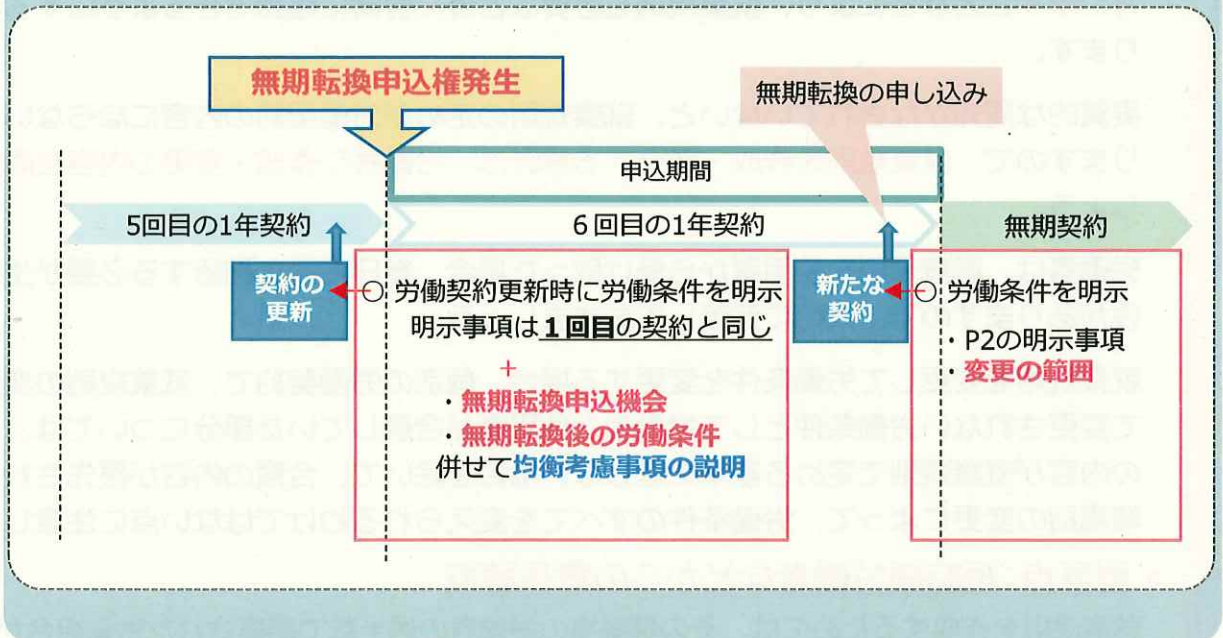 ります。
無期転換申込権発生
無期転換の申し込み
申込期間
5回目の1年契約
6回目の1年契約
無期契約
契約の
更新
○ 労働契約更新時に労働条件を明示
明示事項は1回目の契約と同じ
+
・無期転換申込機会
・無期転換後の労働条件
併せて均衡考慮事項の説明
新たな
契約
○ 労働条件を明示
・P2の明示事項
・変更の範囲